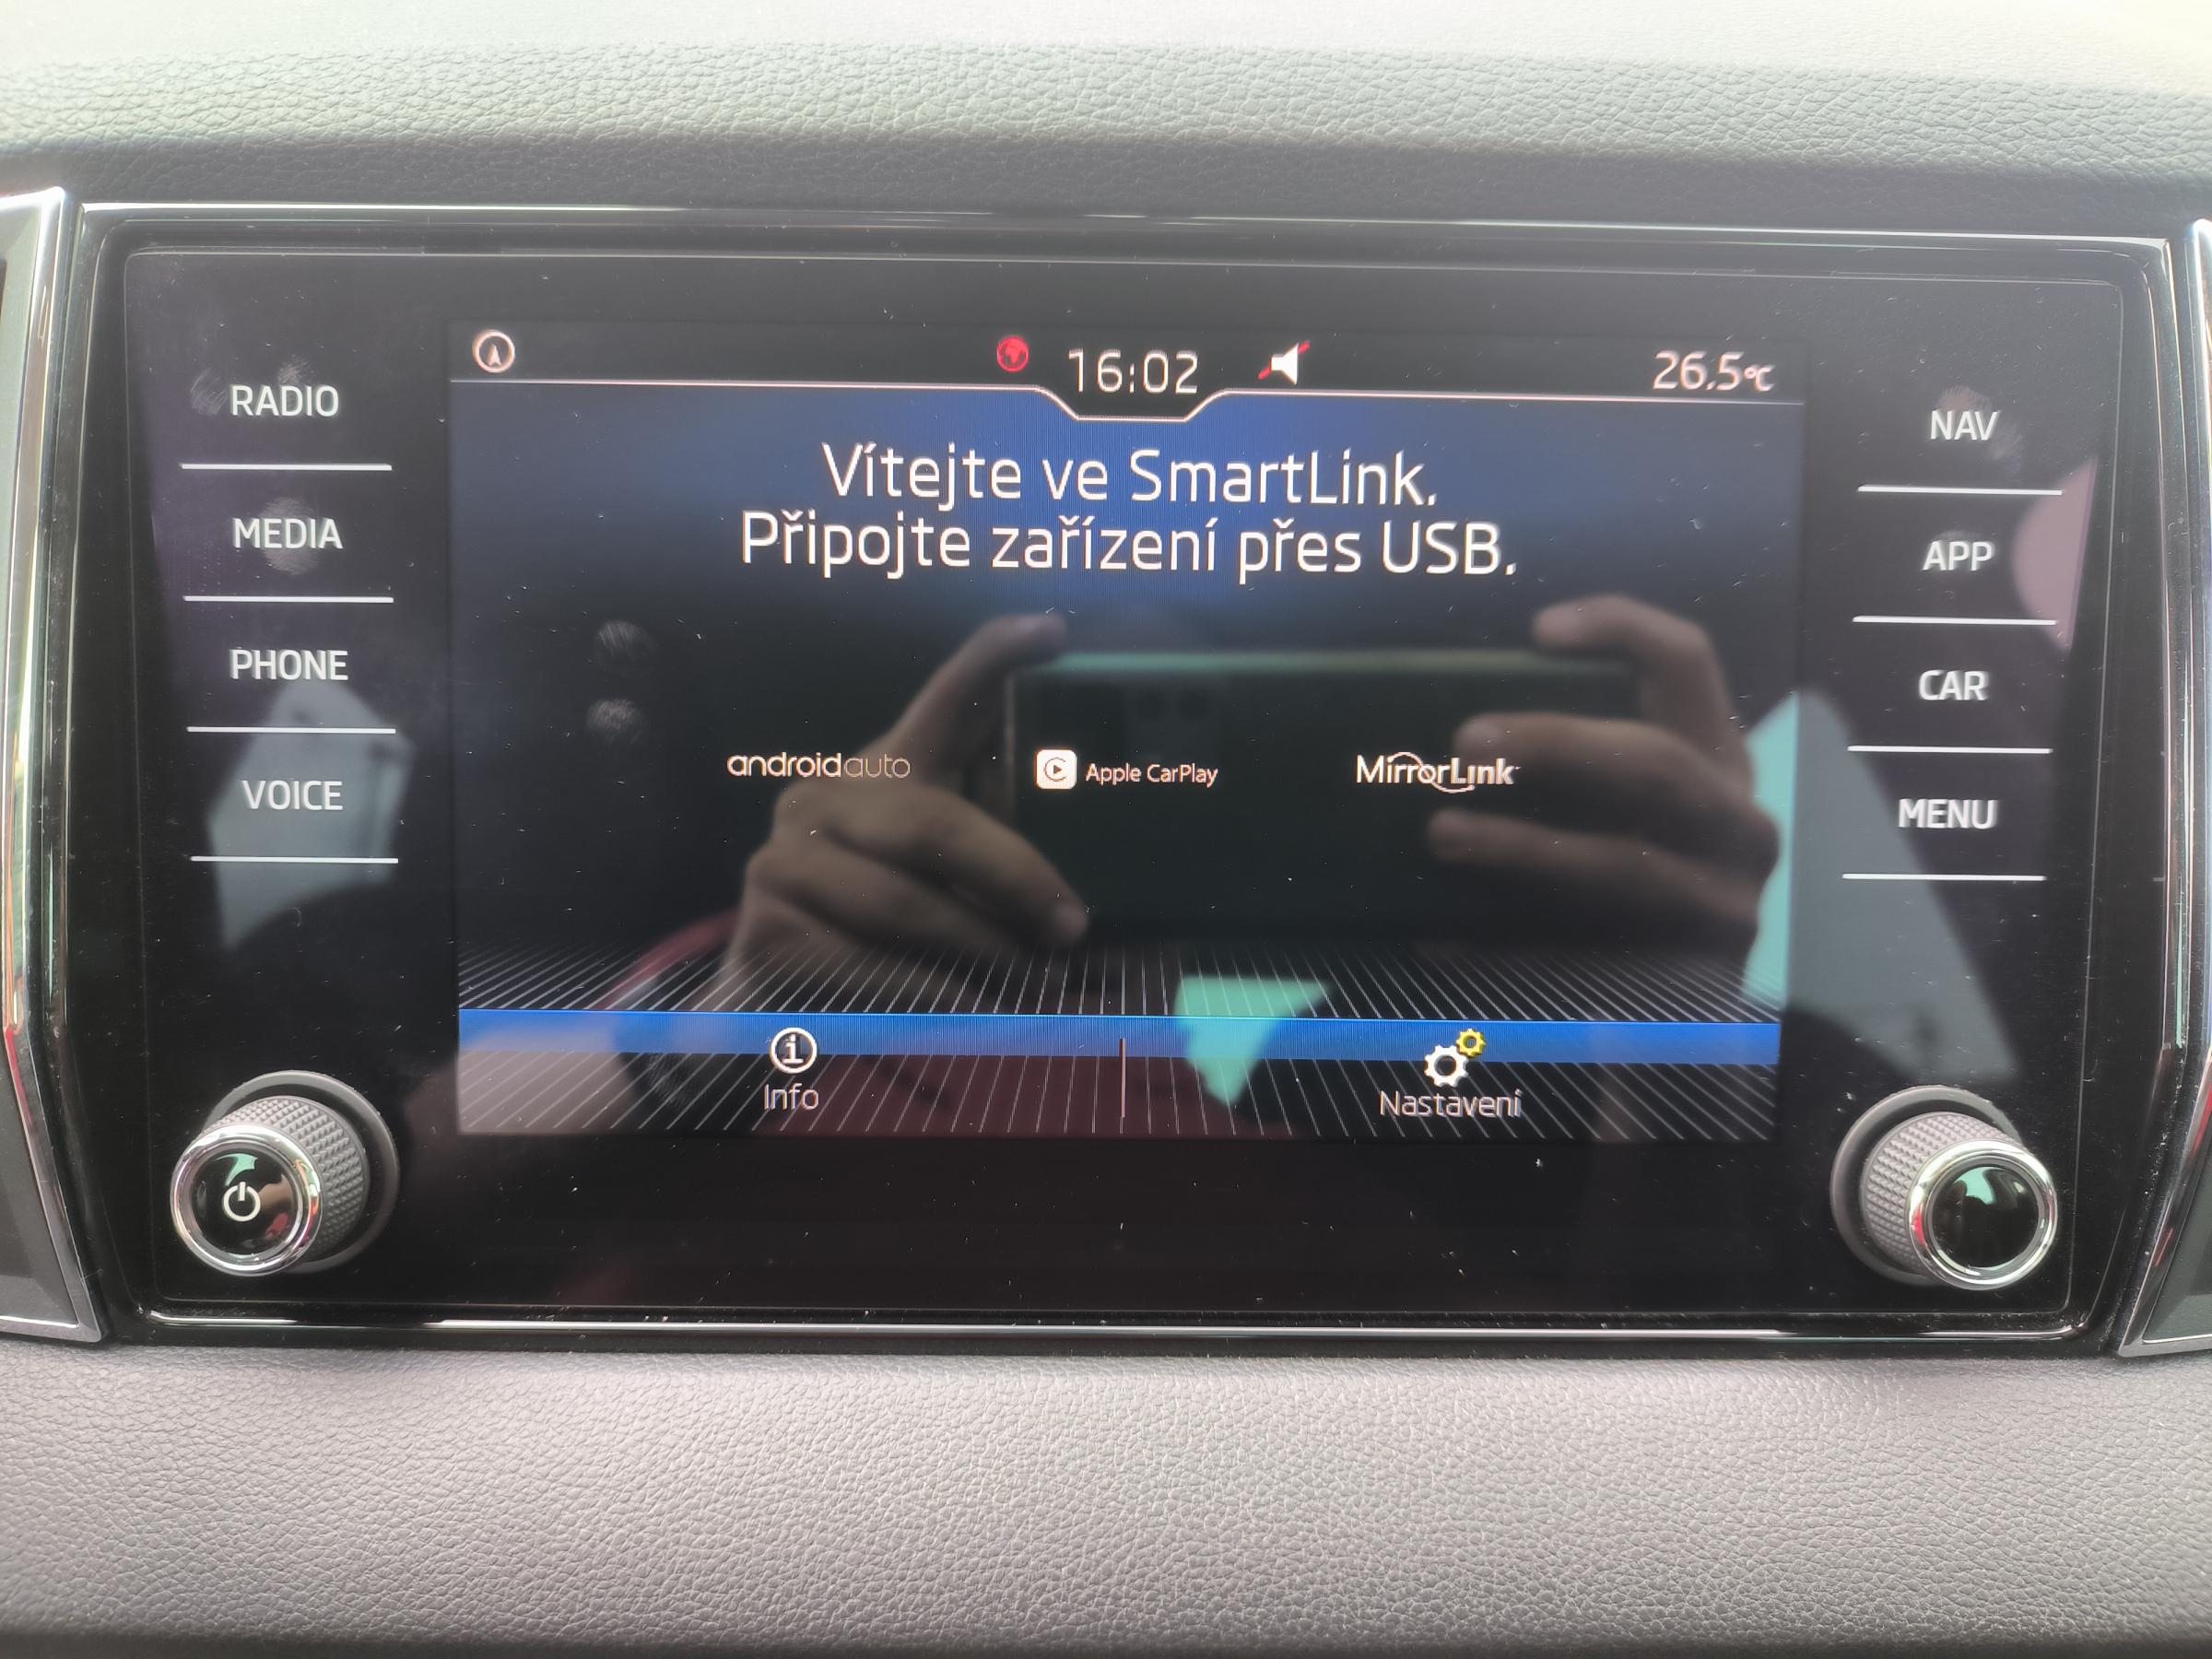 16:02
26.5°C
RADIO
MEDIA
PHONE
VOICE
Vítejte ve SmartLink.
Připojte zařízení přes USB.
androidauto
Apple CarPlay
MirrorLink
Info
Nastavení
NAV
APP
CAR
MENU